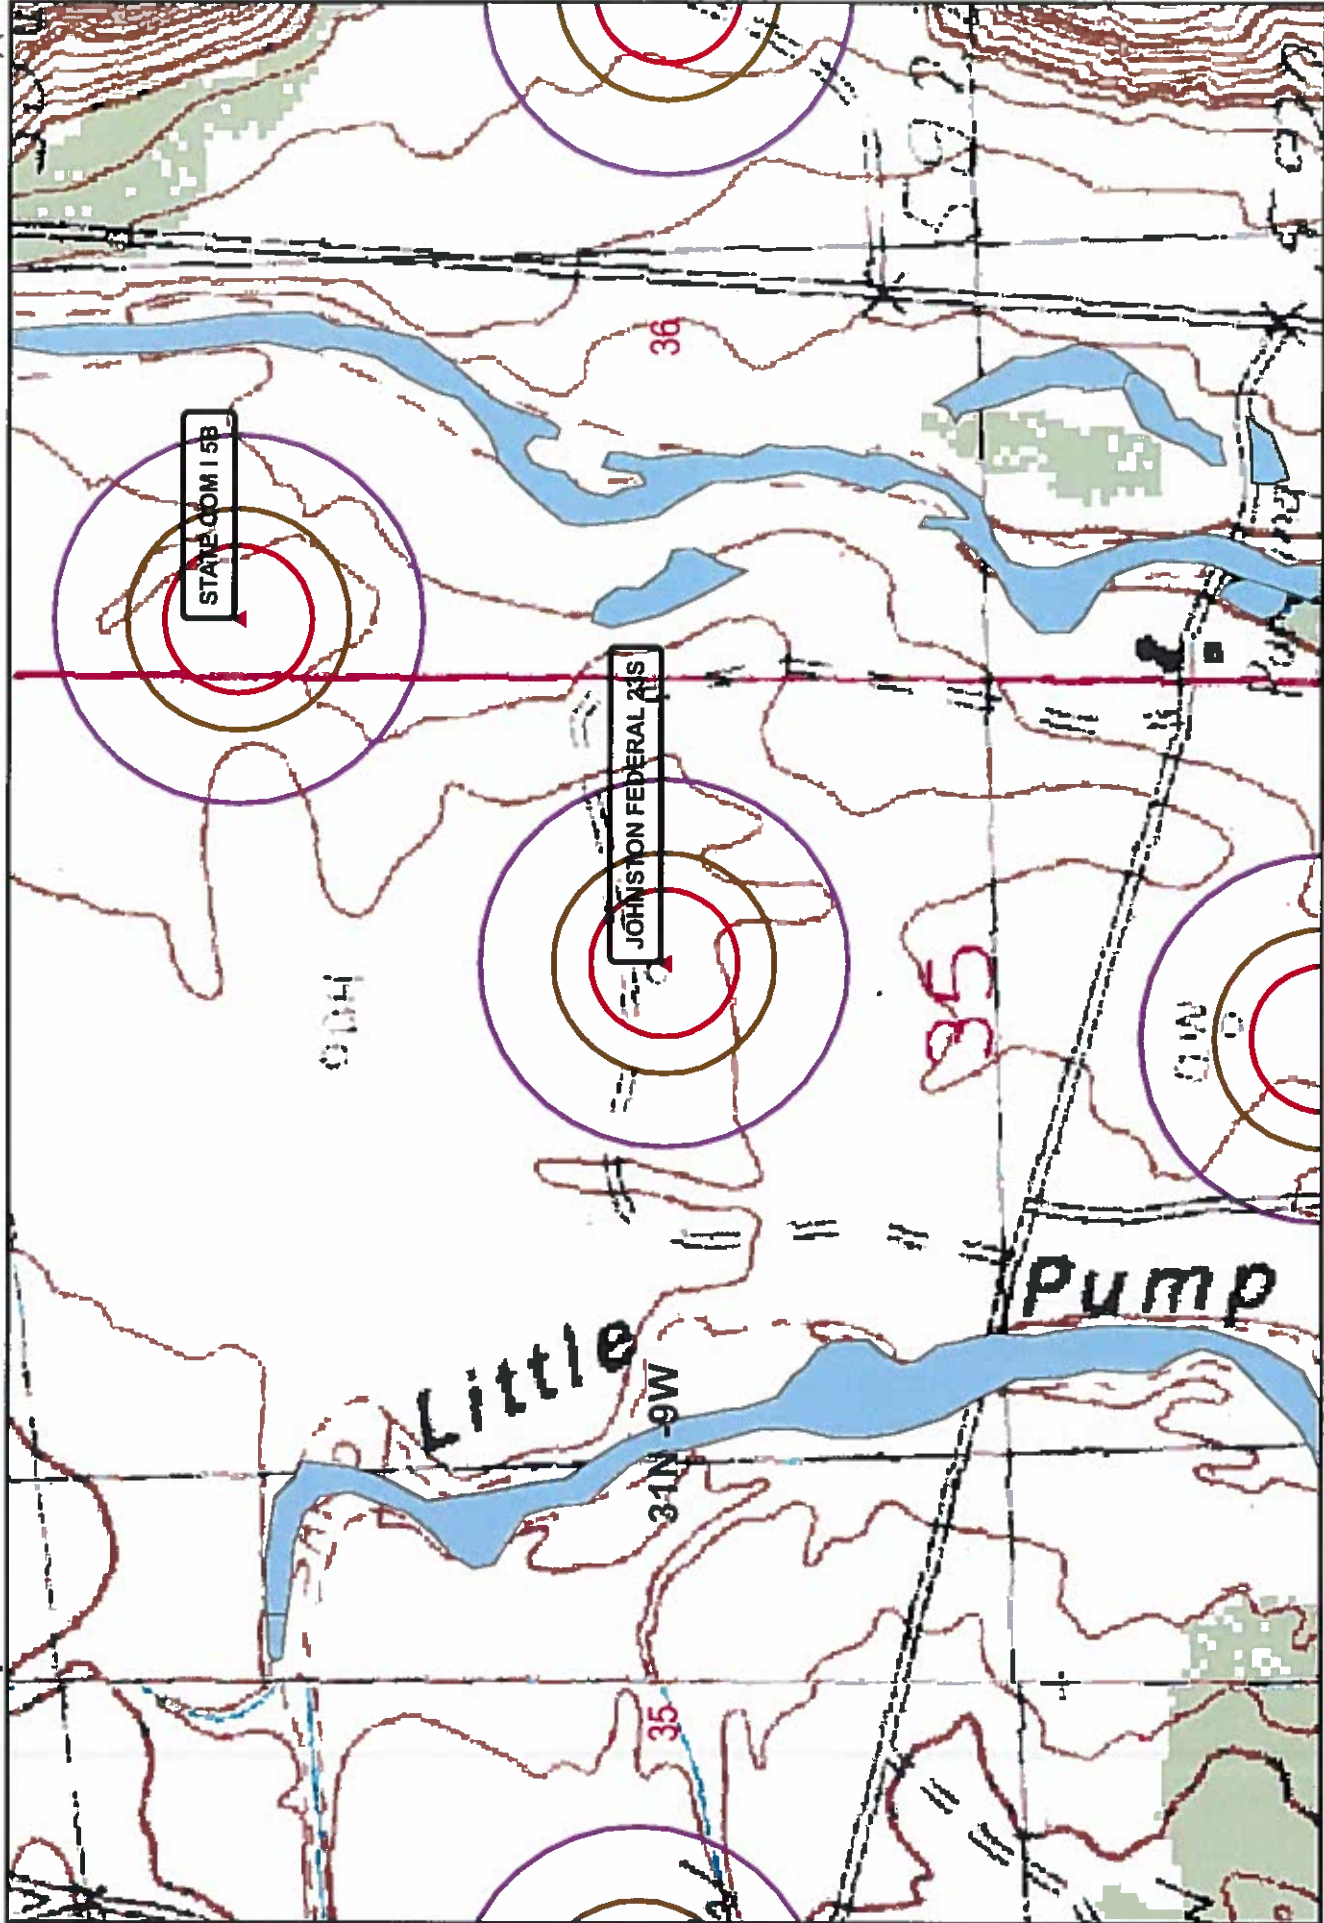 36
STATE COM I 5B
JOHNSTON FEDERAL 23S
35
Little
Pump
31N -9W
35